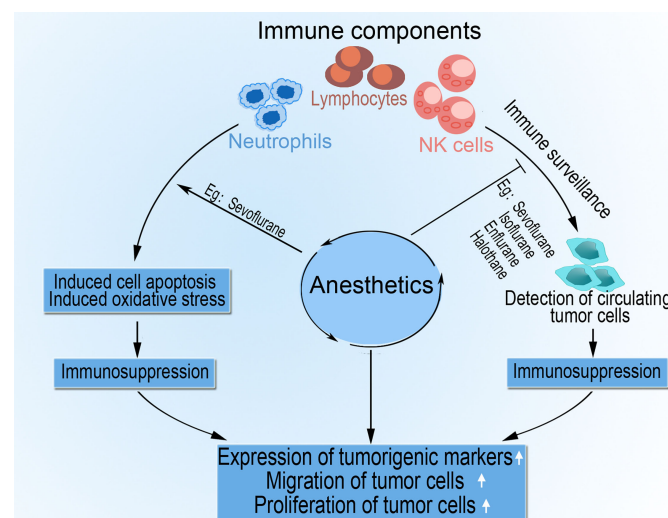 Immune components
Lymphocytes
Neutrophils
NK cells
Immune surveillance
Eg: Sevoflurane
Eg: Sevoflurane
Isoflurane
Enflurane
Halothane
Anesthetics
Induced cell apoptosis
Induced oxidative stress
Detection of circulating
tumor cells
Immunosuppression
Immunosuppression
Expression of tumorigenic markers
Migration of tumor cells
Proliferation of tumor cells